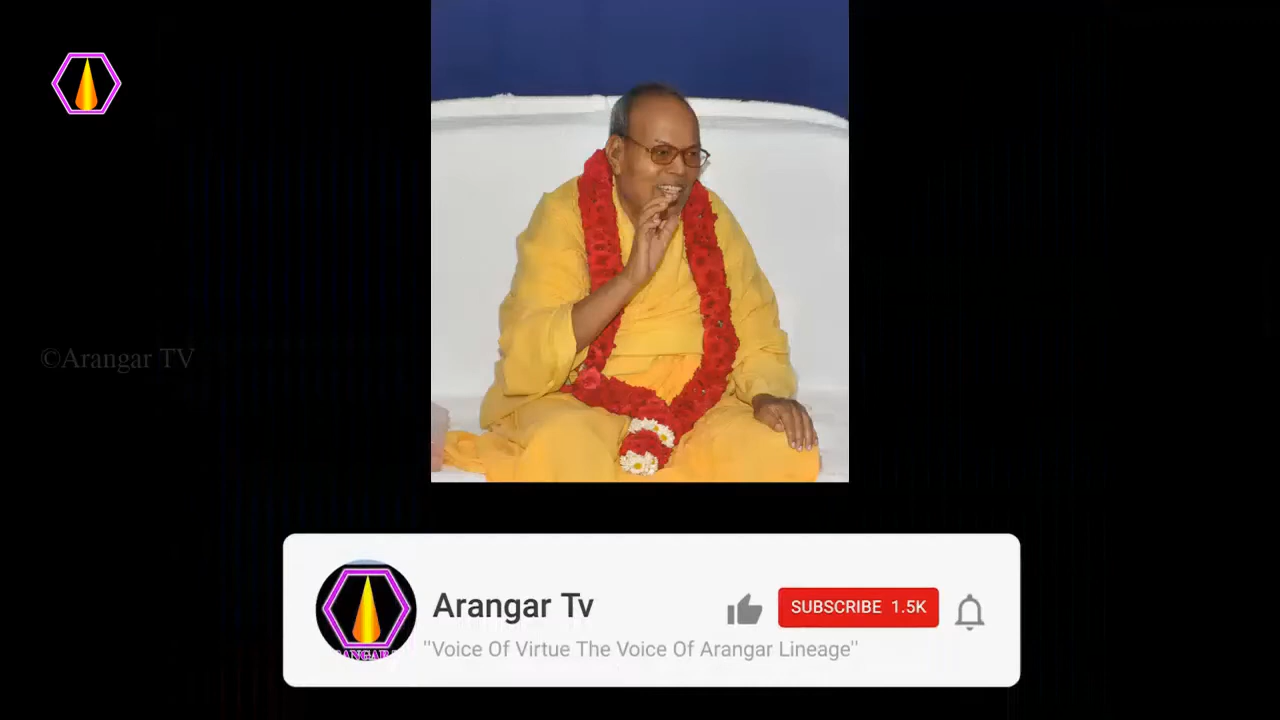 ©Arangar TV
Arangar Tv
SUBSCRIBE 1.5K
"Voice Of Virtue The Voice Of Arangar Lineage"